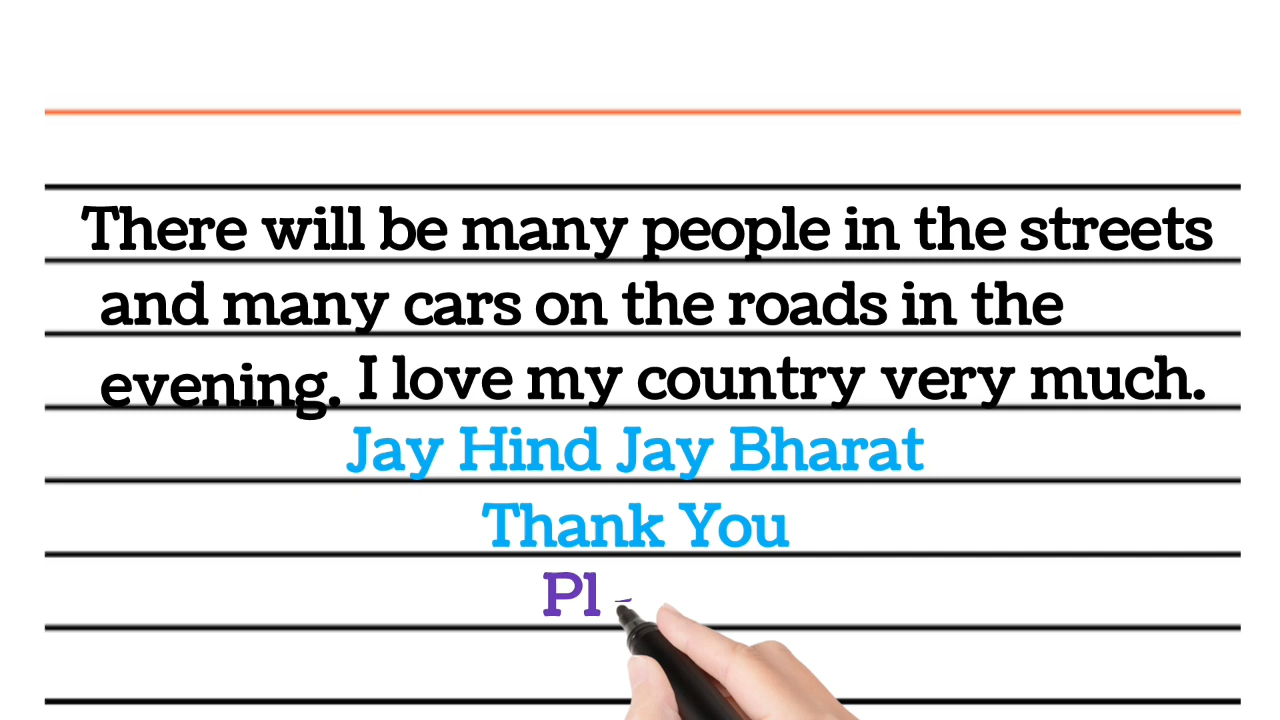 There will be many people in the streets
and many cars on the roads in the
evening. I love my country very much.
Jay Hind Jay Bharat
Thank You
Pl